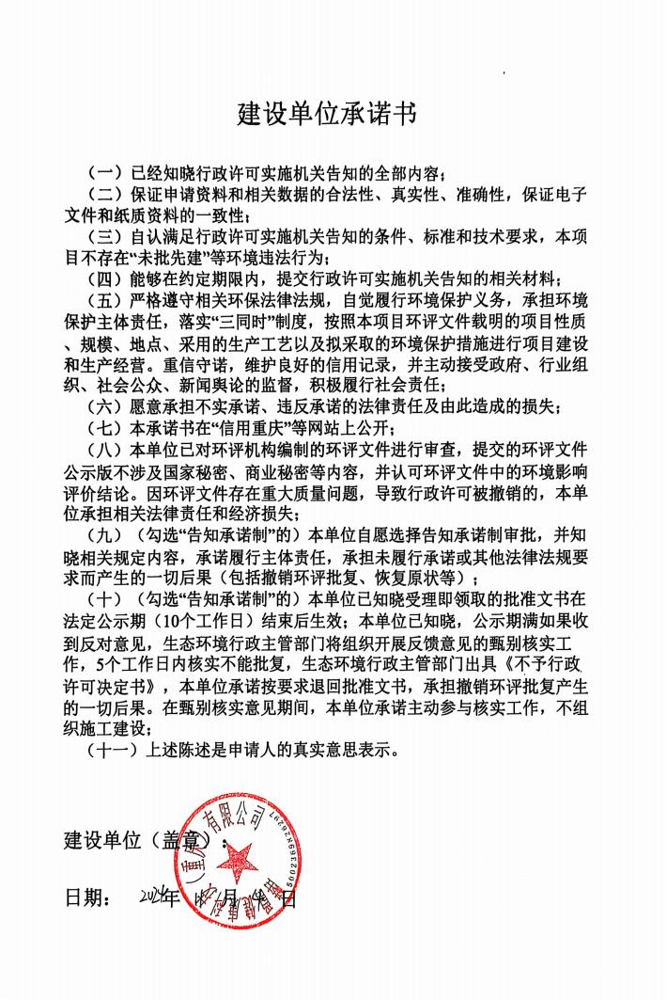 建设单位承诺书
（一）已经知晓行政许可实施机关告知的全部内容；
（二）保证申请资料和相关数据的合法性、真实性、准确性，保证电子
文件和纸质资料的一致性；
（三）自认满足行政许可实施机关告知的条件、标准和技术要求，本项
目不存在“未批先建”等环境违法行为；
（四）能够在约定期限内，提交行政许可实施机关告知的相关材料；
（五）严格遵守相关环保法律法规，自觉履行环境保护义务，承担环境
保护主体责任，落实“三同时”制度，按照本项目环评文件载明的项目性质
、规模、地点、采用的生产工艺以及拟采取的环境保护措施进行项目建设
和生产经营。重信守诺，维护良好的信用记录，并主动接受政府、行业组
织、社会公众、新闻舆论的监督，积极履行社会责任；
（六）愿意承担不实承诺、违反承诺的法律责任及由此造成的损失；
（七）本承诺书在“信用重庆”等网站上公开；
（八）本单位已对环评机构编制的环评文件进行审查，提交的环评文件
公示版不涉及国家秘密、商业秘密等内容，并认可环评文件中的环境影响
评价结论。因环评文件存在重大质量问题，导致行政许可被撤销的，本单
位承担相关法律责任和经济损失；
（九）（勾选“告知承诺制”的）本单位自愿选择告知承诺制审批，并知
晓相关规定内容，承诺履行主体责任，承担未履行承诺或其他法律法规要
求而产生的一切后果（包括撤销环评批复、恢复原状等）；
（十）（勾选“告知承诺制”的）本单位已知晓受理即领取的批准文书在
法定公示期（10个工作日）结束后生效；本单位已知晓，公示期满如果收
到反对意见，生态环境行政主管部门将组织开展反馈意见的甄别核实工
作，5个工作日内核实不能批复，生态环境行政主管部门出具《不予行政
许可决定书》，本单位承诺按要求退回批准文书，承担撤销环评批复产生
的一切后果。在甄别核实意见期间，本单位承诺主动参与核实工作，不组
织施工建设；
（十一）上述陈述是申请人的真实意思表示。
建设单位（盖章）：
日期： 2024年 月 日
健康科技（重庆）有限公司